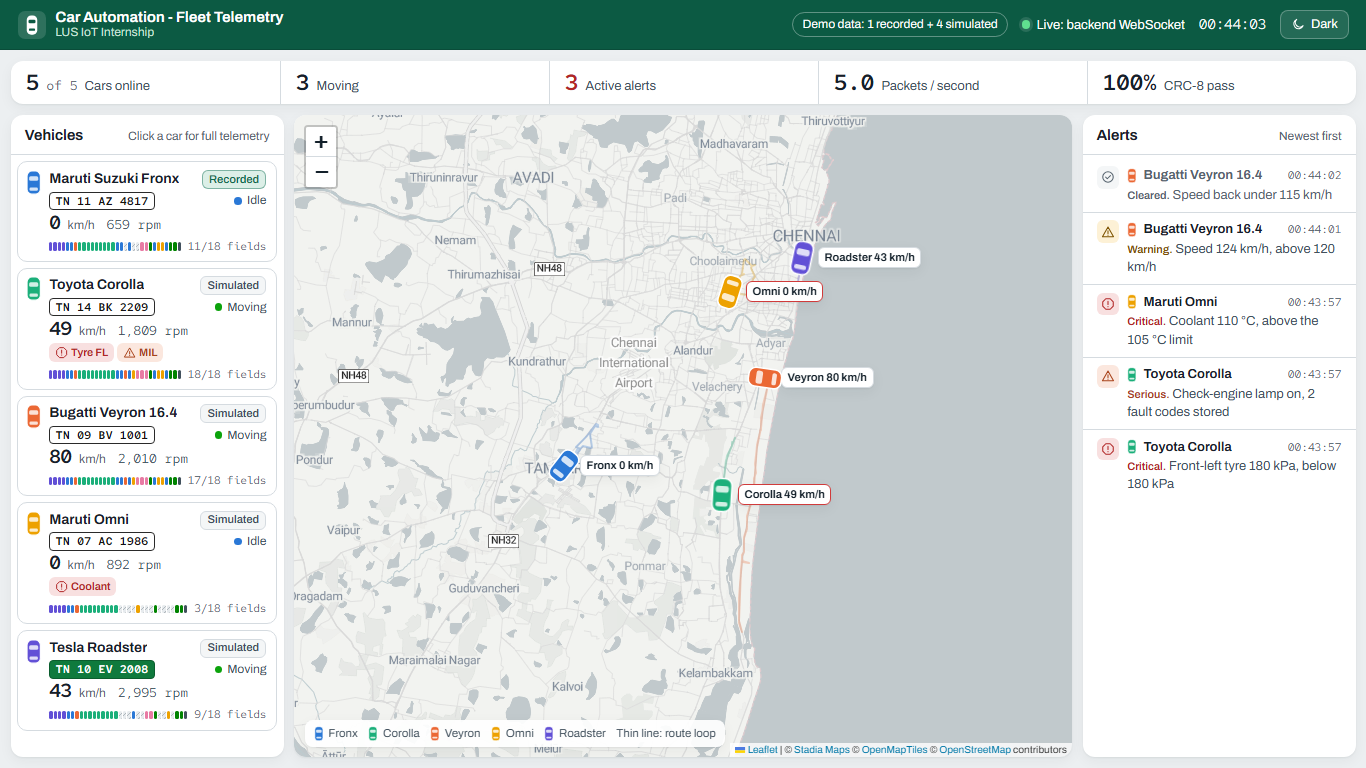 Car Automation - Fleet Telemetry
LUS IoT Internship
Demo data: 1 recorded + 4 simulated
Live: backend WebSocket
00:44:03
Dark
5 of 5 Cars online
3 Moving
3 Active alerts
5.0 Packets / second
100% CRC-8 pass
Vehicles
Click a car for full telemetry
Maruti Suzuki Fronx
Recorded
TN 11 AZ 4817
Idle
0 km/h 659 rpm
11/18 fields
Toyota Corolla
Simulated
TN 14 BK 2209
Moving
49 km/h 1,809 rpm
Tyre FL
MIL
18/18 fields
Bugatti Veyron 16.4
Simulated
TN 09 BV 1001
Moving
80 km/h 2,010 rpm
17/18 fields
Maruti Omni
Simulated
TN 07 AC 1986
Idle
0 km/h 892 rpm
Coolant
3/18 fields
Tesla Roadster
Simulated
TN 10 EV 2008
Moving
43 km/h 2,995 rpm
9/18 fields
+
−
Thiruvottiyur
Madhavaram
Thiruninravur
AVADI
Padi
Nemam
CHENNAI
Choolaimedu
Roadster 43 km/h
NH48
Thirumazhisai
Omni 0 km/h
Mannur
Chennai
International
Airport
Alandur
Adyar
Kundrathur
NH48
Velachery
Veyron 80 km/h
Pondur
Fronx 0 km/h
Corolla 49 km/h
Vaipur
NH32
Ponmar
Guduvancheri
Maraimalai Nagar
Kelambakkam
Kalvoi
Fronx
Corolla
Veyron
Omni
Roadster
Thin line: route loop
Leaflet | © Stadia Maps © OpenMapTiles © OpenStreetMap contributors
Alerts
Newest first
Bugatti Veyron 16.4 00:44:02
Cleared. Speed back under 115 km/h
Bugatti Veyron 16.4 00:44:01
Warning. Speed 124 km/h, above 120
km/h
Maruti Omni 00:43:57
Critical. Coolant 110 °C, above the
105 °C limit
Toyota Corolla 00:43:57
Serious. Check-engine lamp on, 2
fault codes stored
Toyota Corolla 00:43:57
Critical. Front-left tyre 180 kPa, below
180 kPa